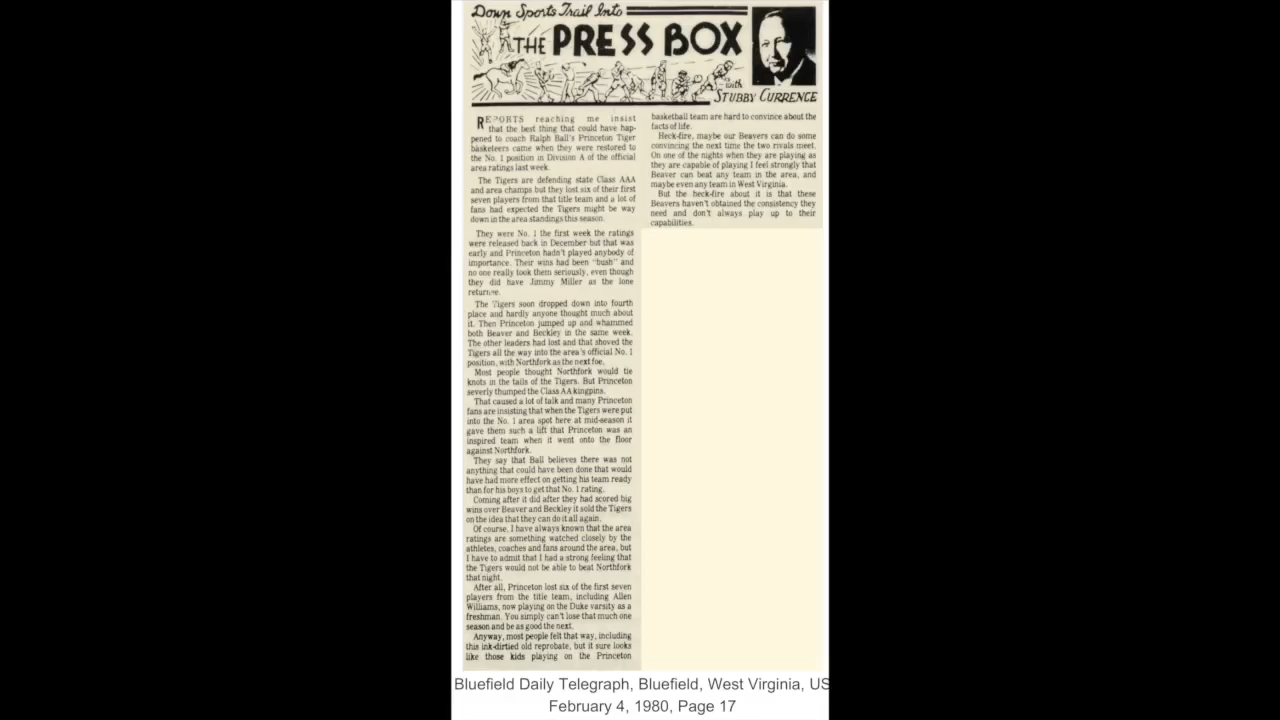 Down Sports Trail Into
THE PRESS BOX
with
STUBBY CURRENCE
REPORTS reaching me insist
that the best thing that could have hap-
pened to coach Ralph Ball's Princeton Tiger
basketeers came when they were restored to
the No. 1 position in Division A of the official
area ratings last week.
The Tigers are defending state Class AAA
and area champs but they lost six of their first
seven players from that title team and a lot of
fans had expected the Tigers might be way
down in the area standings this season.
They were No. 1 the first week the ratings
were released back in December but that was
early and Princeton hadn't played anybody of
importance. Their wins had been "bush" and
no one really took them seriously, even though
they did have Jimmy Miller as the lone
returnee.
The Tigers soon dropped down into fourth
place and hardly anyone thought much about
it. Then Princeton jumped up and whammed
both Beaver and Beckley in the same week.
The other leaders had lost and that shoved the
Tigers all the way into the area's official No. 1
position, with Northfork as the next foe.
Most people thought Northfork would tie
knots in the tails of the Tigers. But Princeton
severly thumped the Class AA kingpins.
That caused a lot of talk and many Princeton
fans are insisting that when the Tigers were put
into the No. 1 area spot here at mid-season it
gave them such a lift that Princeton was an
inspired team when it went onto the floor
against Northfork.
They say that Ball believes there was not
anything that could have been done that would
have had more effect on getting his team ready
than for his boys to get that No. 1 rating.
Coming after it did after they had scored big
wins over Beaver and Beckley it sold the Tigers
on the idea that they can do it all again.
Of course, I have always known that the area
ratings are something watched closely by the
athletes, coaches and fans around the area, but
I have to admit that I had a strong feeling that
the Tigers would not be able to beat Northfork
that night.
After all, Princeton lost six of the first seven
players from the title team, including Allen
Williams, now playing on the Duke varsity as a
freshman. You simply can't lose that much one
season and be as good the next.
Anyway, most people felt that way, including
this ink-dirtied old reprobate, but it sure looks
like those kids playing on the Princeton
basketball team are hard to convince about the
facts of life.
Heck-fire, maybe our Beavers can do some
convincing the next time the two rivals meet.
On one of the nights when they are playing as
they are capable of playing I feel strongly that
Beaver can beat any team in the area, and
maybe even any team in West Virginia.
But the heck-fire about it is that these
Beavers haven't obtained the consistency they
need and don't always play up to their
capabilities.
Bluefield Daily Telegraph, Bluefield, West Virginia, US
February 4, 1980, Page 17